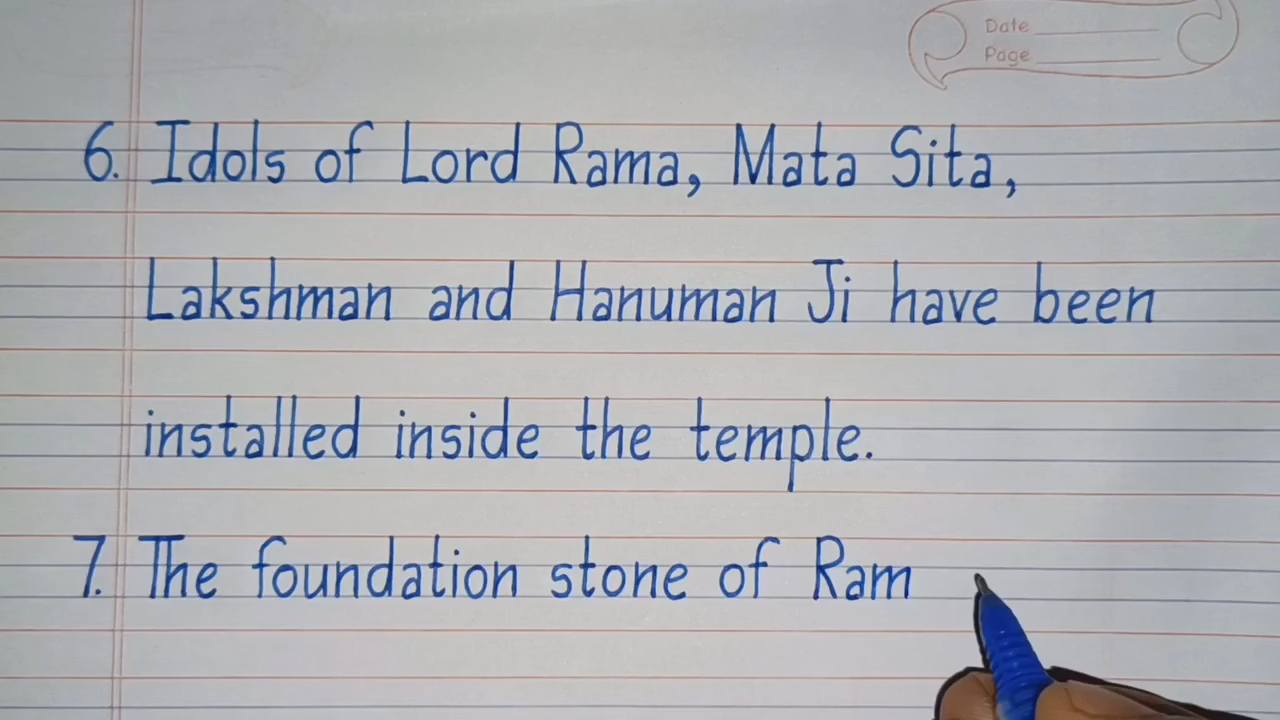 Date
Page
6. Idols of Lord Rama, Mata Sita,
Lakshman and Hanuman Ji have been
installed inside the temple.
7. The foundation stone of Ram